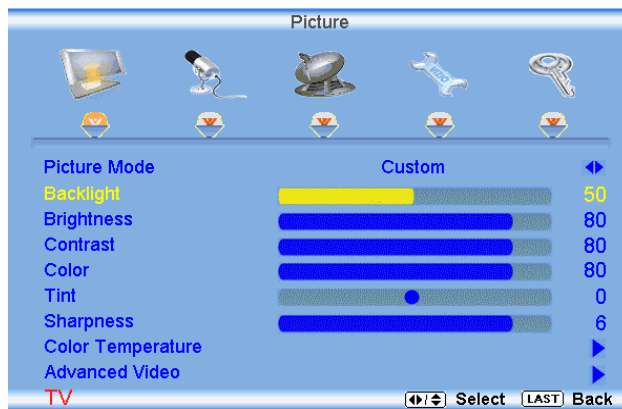 Picture
Picture Mode Custom
Backlight 50
Brightness 80
Contrast 80
Color 80
Tint 0
Sharpness 6
Color Temperature
Advanced Video
TV Select LAST Back